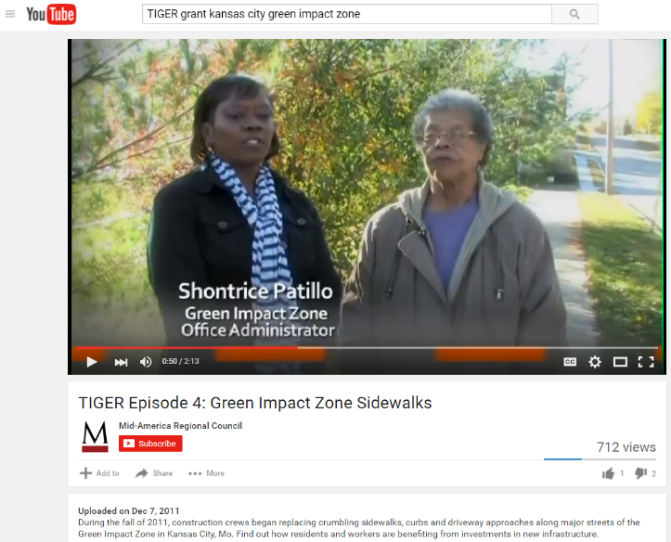 YouTube
TIGER grant kansas city green impact zone
Shontrice Patillo
Green Impact Zone
Office Administrator
0:50 / 2:13
CC
TIGER Episode 4: Green Impact Zone Sidewalks
M
Mid-America Regional Council
Subscribe
712 views
Add to Share More
1 2
Uploaded on Dec 7, 2011
During the fall of 2011, construction crews began replacing crumbling sidewalks, curbs and driveway approaches along major streets of the
Green Impact Zone in Kansas City, Mo. Find out how residents and workers are benefiting from investments in new infrastructure.